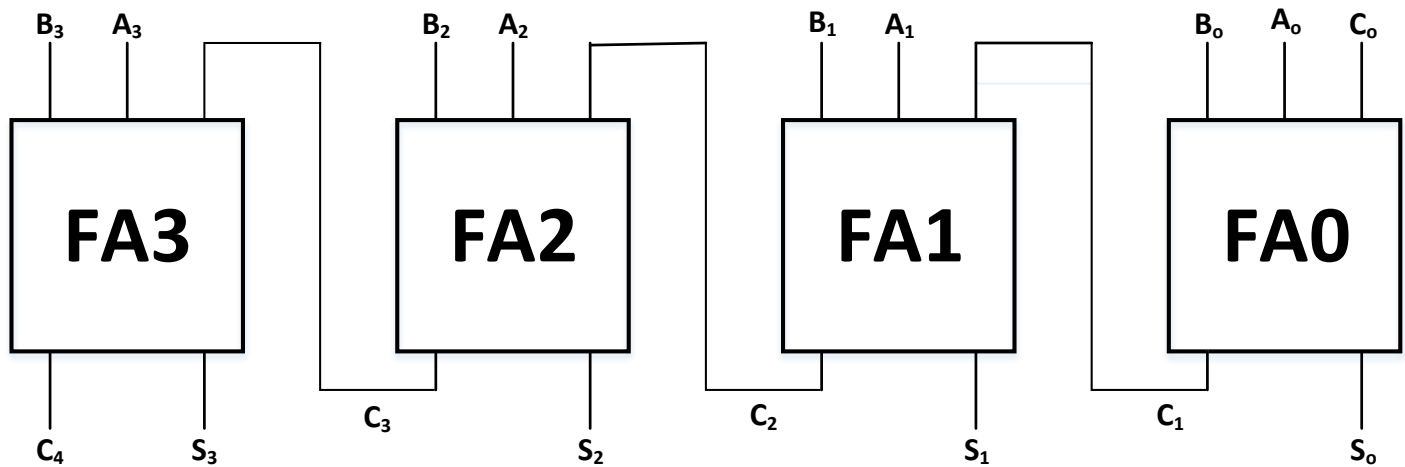 B₃ A₃ B₂ A₂ B₁ A₁ Bₒ Aₒ Cₒ
FA3 FA2 FA1 FA0
C₃ C₂ C₁
C₄ S₃ S₂ S₁ Sₒ